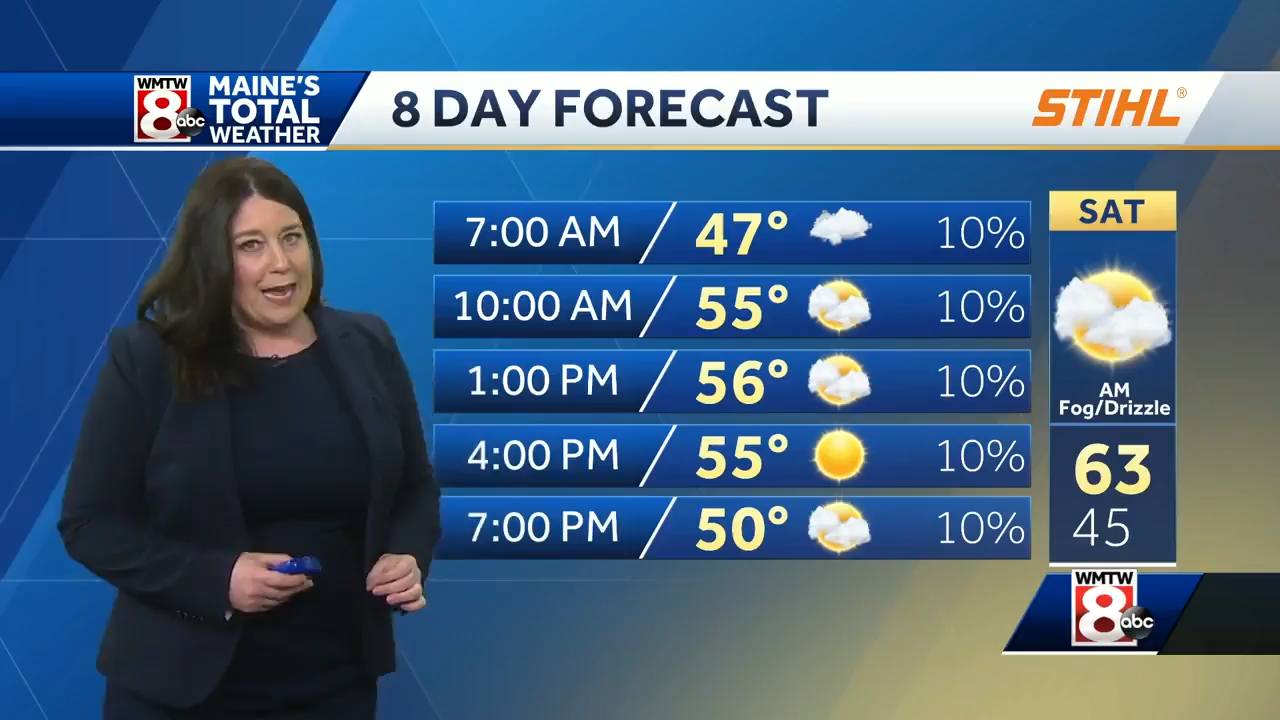 WMTW
8
abc
MAINE'S
TOTAL
WEATHER
8 DAY FORECAST
STIHL®
7:00 AM 47° 10%
10:00 AM 55° 10%
1:00 PM 56° 10%
4:00 PM 55° 10%
7:00 PM 50° 10%
SAT
AM
Fog/Drizzle
63
45
WMTW
8
abc